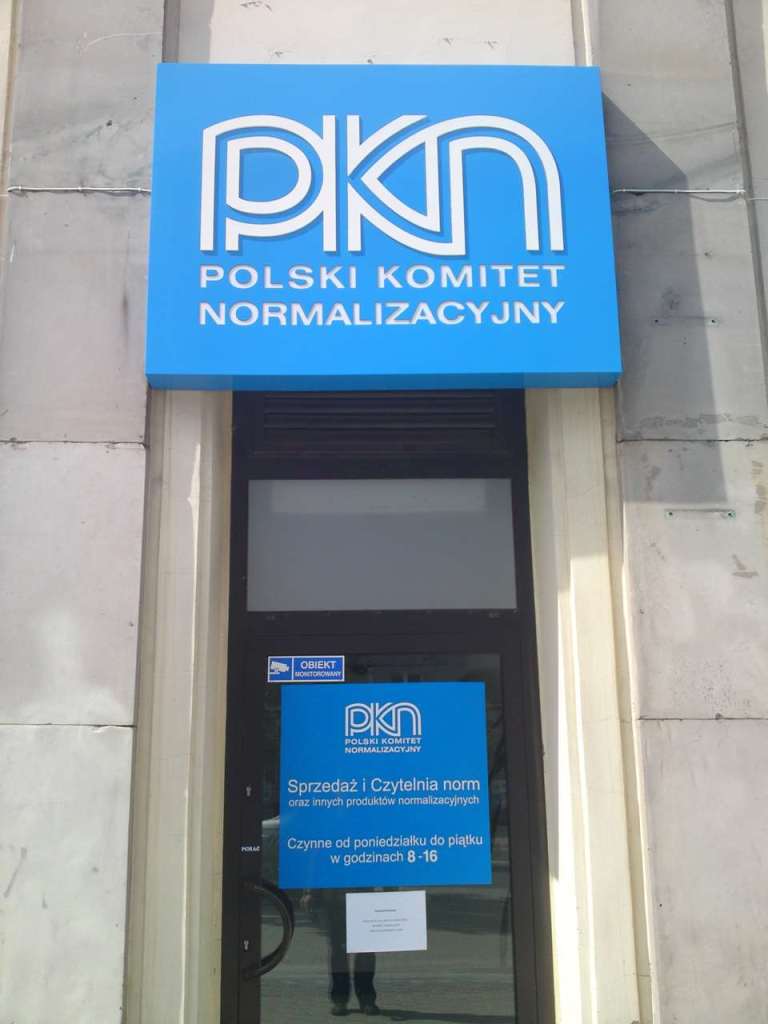 PKN
POLSKI KOMITET
NORMALIZACYJNY
OBIEKT
MONITOROWANY
PKN
POLSKI KOMITET
NORMALIZACYJNY
Sprzedaż i Czytelnia norm
oraz innych produktów normalizacyjnych
Czynne od poniedziałku do piątku
w godzinach 8-16